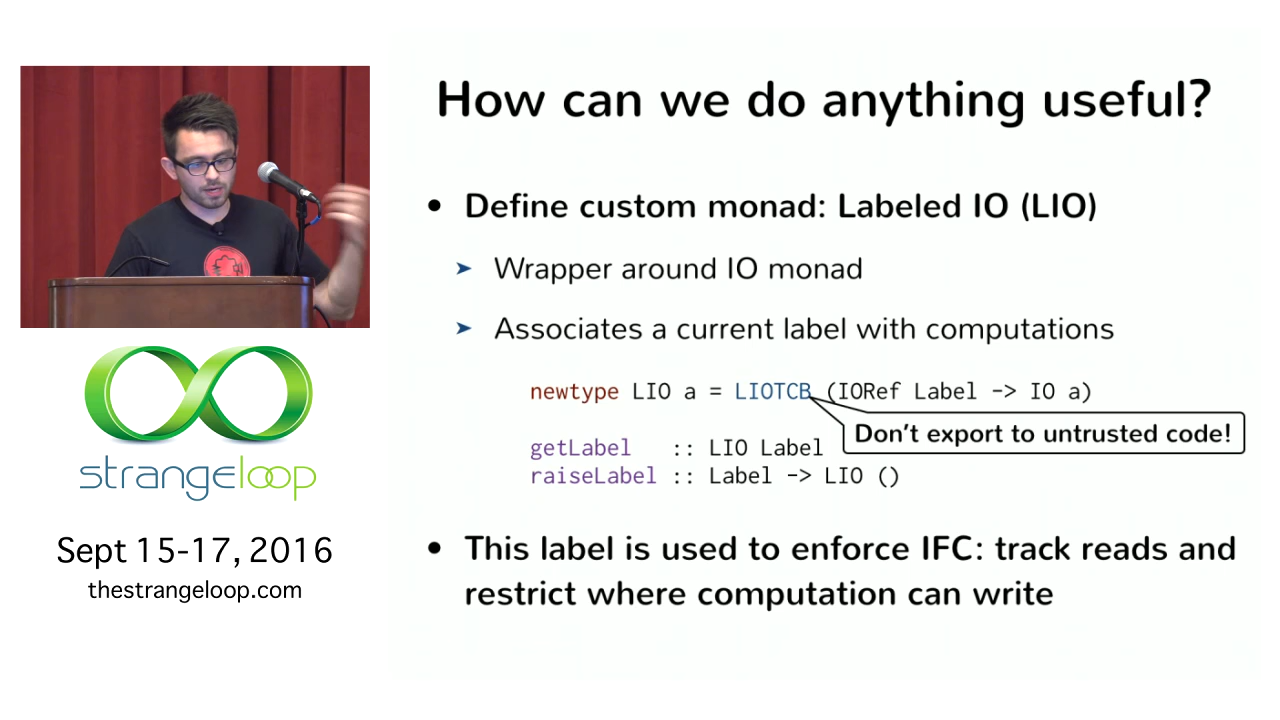 How can we do anything useful?
• Define custom monad: Labeled IO (LIO)
➤ Wrapper around IO monad
➤ Associates a current label with computations
newtype LIO a = LIOTCB (IORef Label -> IO a)
Don't export to untrusted code!
getLabel :: LIO Label
raiseLabel :: Label -> LIO ()
• This label is used to enforce IFC: track reads and
restrict where computation can write
strangeloop
Sept 15-17, 2016
thestrangeloop.com